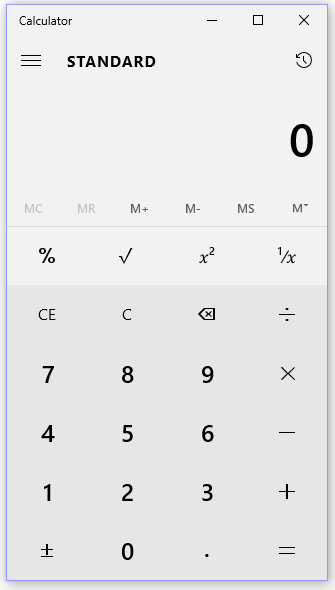 Calculator
STANDARD
0
MC MR M+ M- MS M˅
% √ x² ¹/x
CE C ÷
7 8 9 ×
4 5 6 −
1 2 3 +
± 0 . =